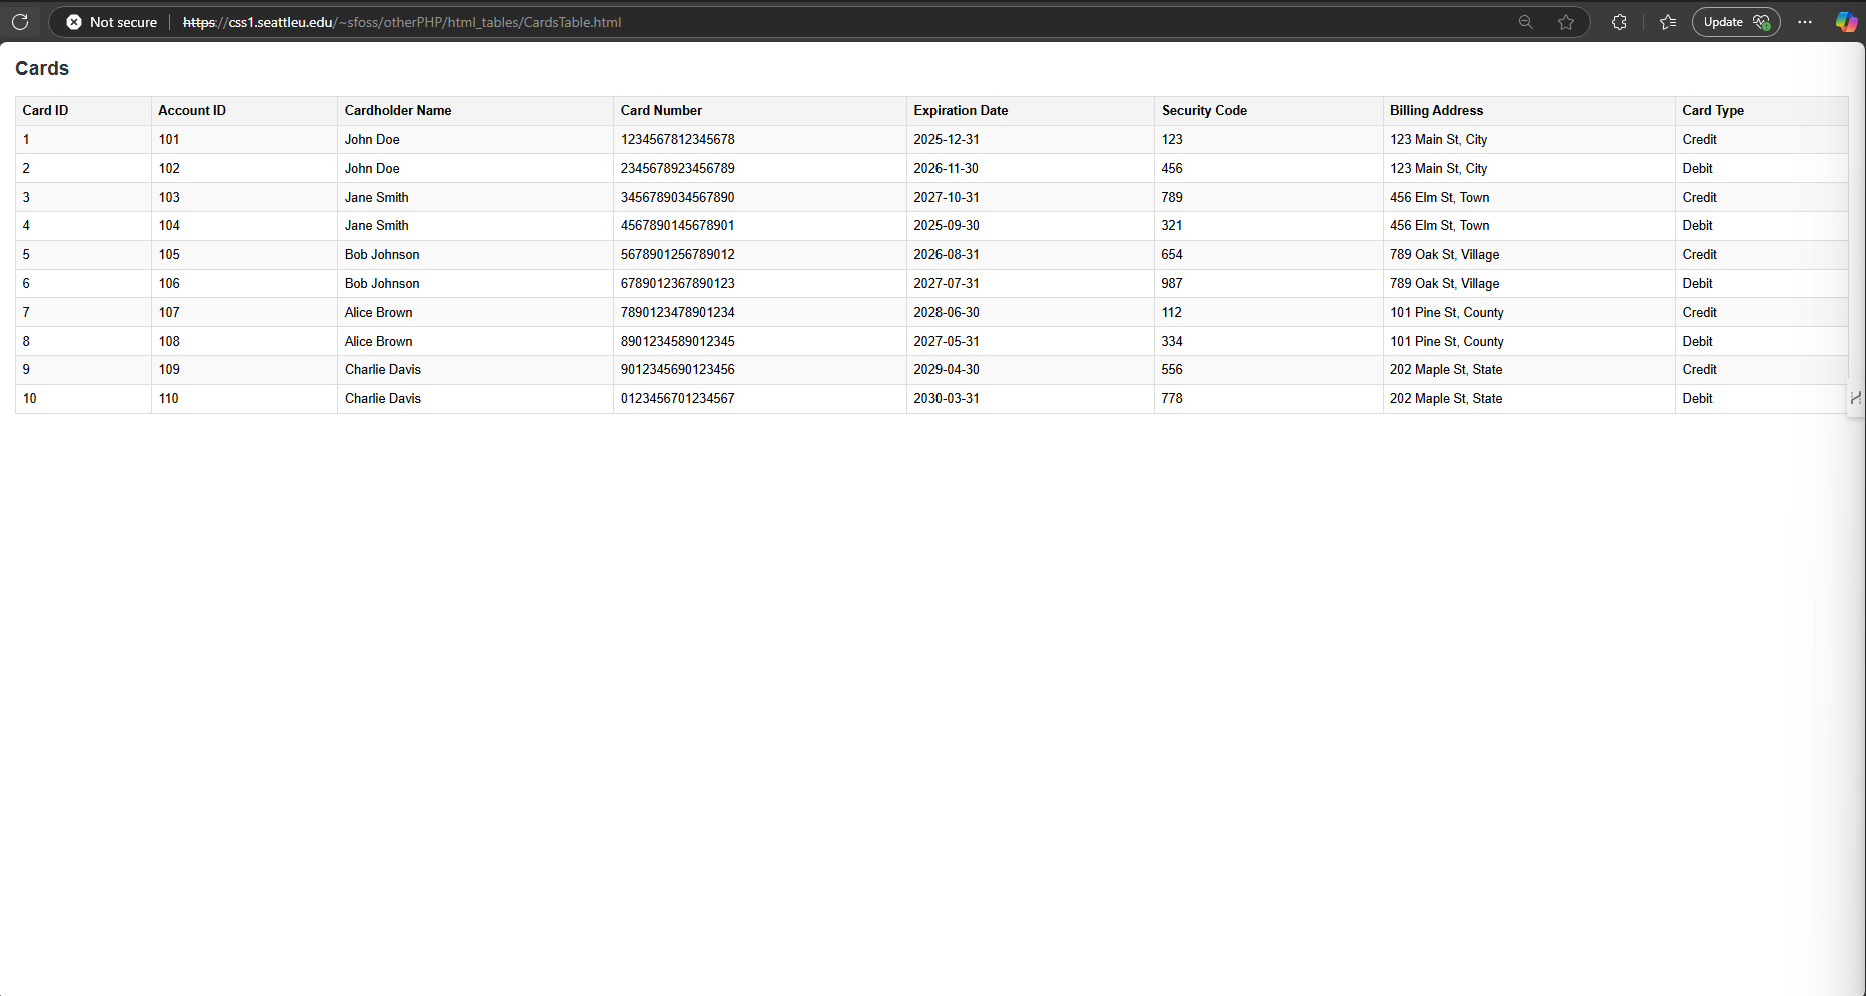 Not secure https://css1.seattleu.edu/~sfoss/otherPHP/html_tables/CardsTable.html Update
Cards
Card ID Account ID Cardholder Name Card Number Expiration Date Security Code Billing Address Card Type
1 101 John Doe 1234567812345678 2025-12-31 123 123 Main St, City Credit
2 102 John Doe 2345678923456789 2026-11-30 456 123 Main St, City Debit
3 103 Jane Smith 3456789034567890 2027-10-31 789 456 Elm St, Town Credit
4 104 Jane Smith 4567890145678901 2025-09-30 321 456 Elm St, Town Debit
5 105 Bob Johnson 5678901256789012 2026-08-31 654 789 Oak St, Village Credit
6 106 Bob Johnson 6789012367890123 2027-07-31 987 789 Oak St, Village Debit
7 107 Alice Brown 7890123478901234 2028-06-30 112 101 Pine St, County Credit
8 108 Alice Brown 8901234589012345 2027-05-31 334 101 Pine St, County Debit
9 109 Charlie Davis 9012345690123456 2029-04-30 556 202 Maple St, State Credit
10 110 Charlie Davis 0123456701234567 2030-03-31 778 202 Maple St, State Debit